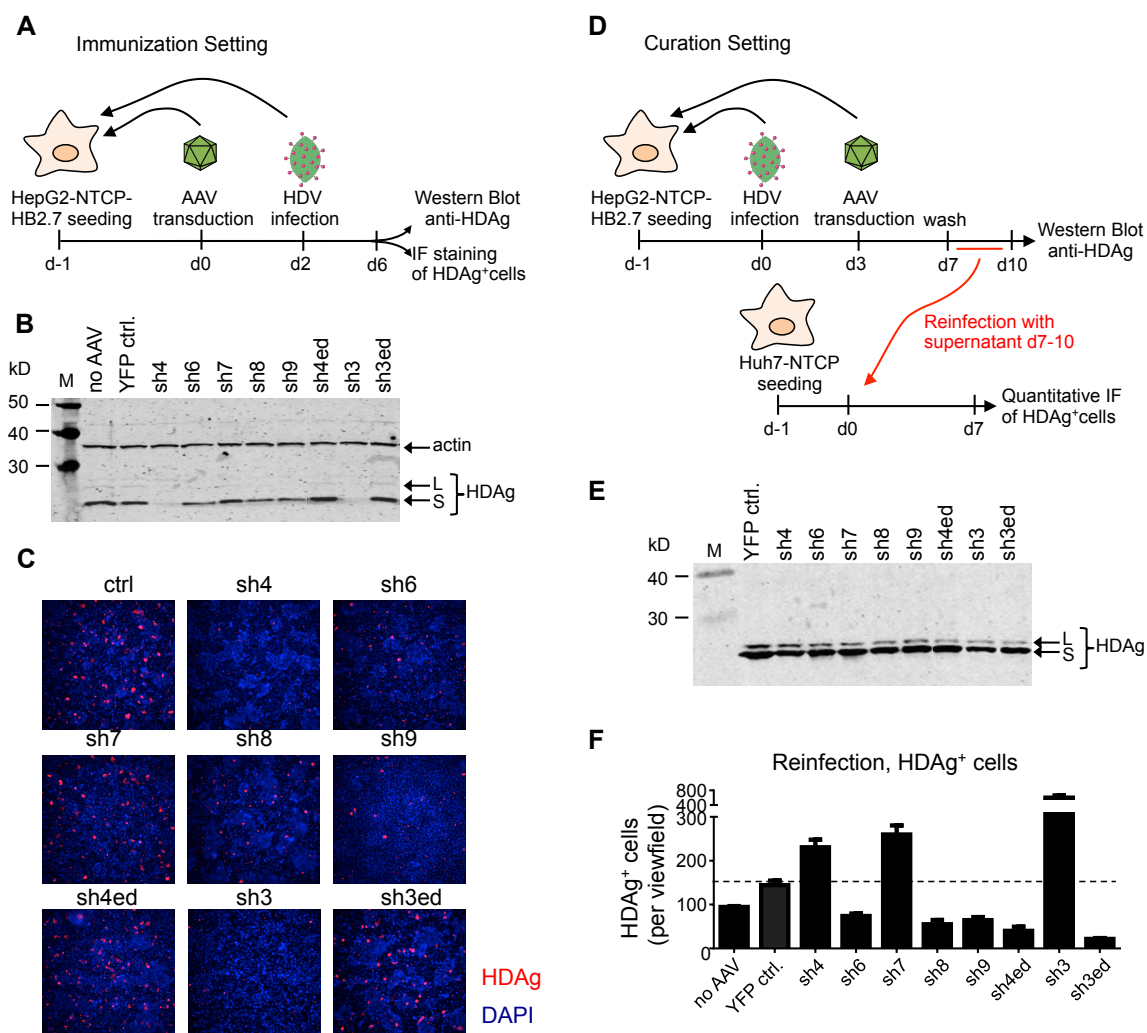 A
Immunization Setting
HepG2-NTCP-
HB2.7 seeding
AAV
transduction
HDV
infection
Western Blot
anti-HDAg
IF staining
of HDAg+cells
d-1
d0
d2
d6
B
kD
M
no AAV
YFP ctrl.
sh4
sh6
sh7
sh8
sh9
sh4ed
sh3
sh3ed
50
40
30
actin
L
S
HDAg
C
ctrl
sh4
sh6
sh7
sh8
sh9
sh4ed
sh3
sh3ed
HDAg
DAPI
D
Curation Setting
HepG2-NTCP-
HB2.7 seeding
HDV
infection
AAV
transduction
wash
Western Blot
anti-HDAg
d-1
d0
d3
d7
d10
Reinfection with
supernatant d7-10
Huh7-NTCP
seeding
Quantitative IF
of HDAg+cells
d-1
d0
d7
E
kD
M
YFP ctrl.
sh4
sh6
sh7
sh8
sh9
sh4ed
sh3
sh3ed
40
30
L
S
HDAg
F
Reinfection, HDAg+ cells
HDAg+ cells
(per viewfield)
800
400
300
200
100
0
no AAV
YFP ctrl.
sh4
sh6
sh7
sh8
sh9
sh4ed
sh3
sh3ed